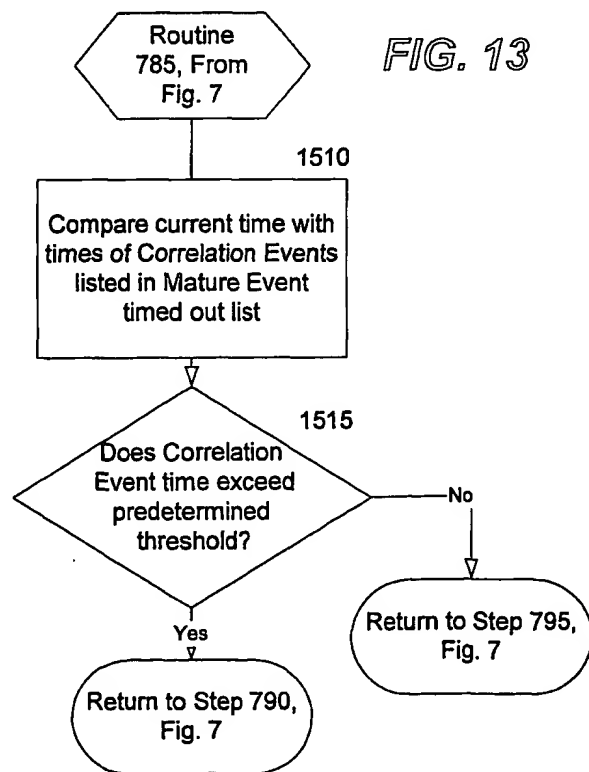 Routine
785, From
Fig. 7
FIG. 13
1510
Compare current time with
times of Correlation Events
listed in Mature Event
timed out list
1515
Does Correlation
Event time exceed
predetermined
threshold?
No
Yes
Return to Step 795,
Fig. 7
Return to Step 790,
Fig. 7